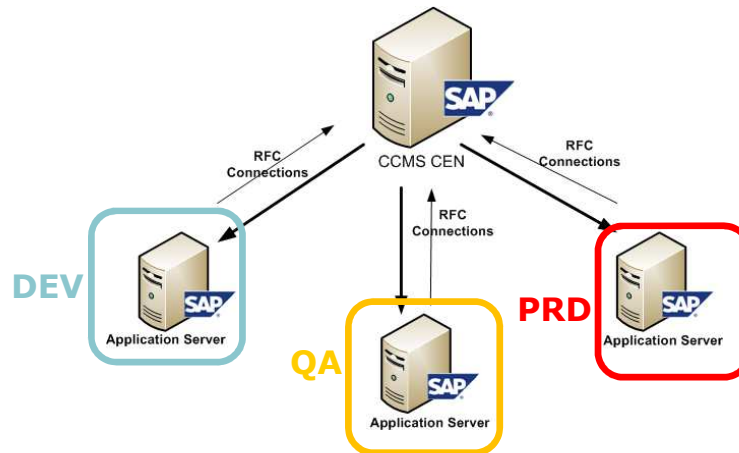 SAP
CCMS CEN
RFC
Connections
RFC
Connections
RFC
Connections
DEV
SAP
Application Server
QA
SAP
Application Server
PRD
SAP
Application Server